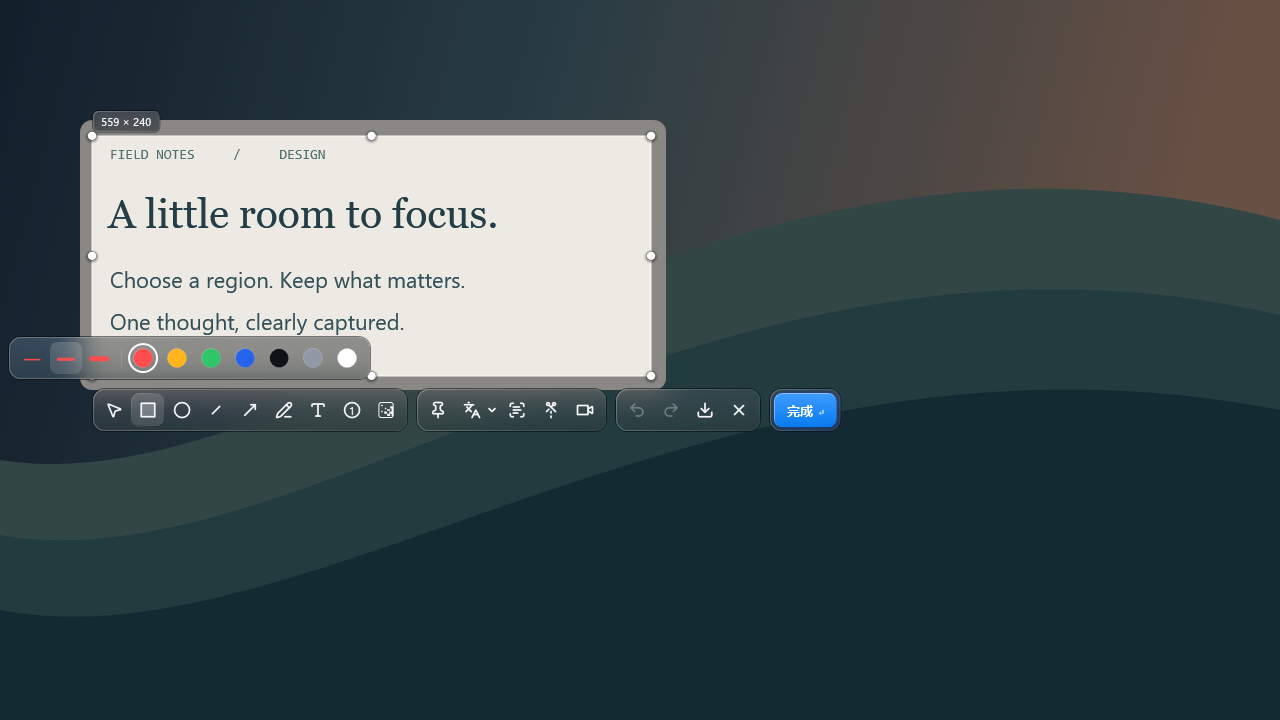 559 × 240
FIELD NOTES / DESIGN
A little room to focus.
Choose a region. Keep what matters.
One thought, clearly captured.
完成